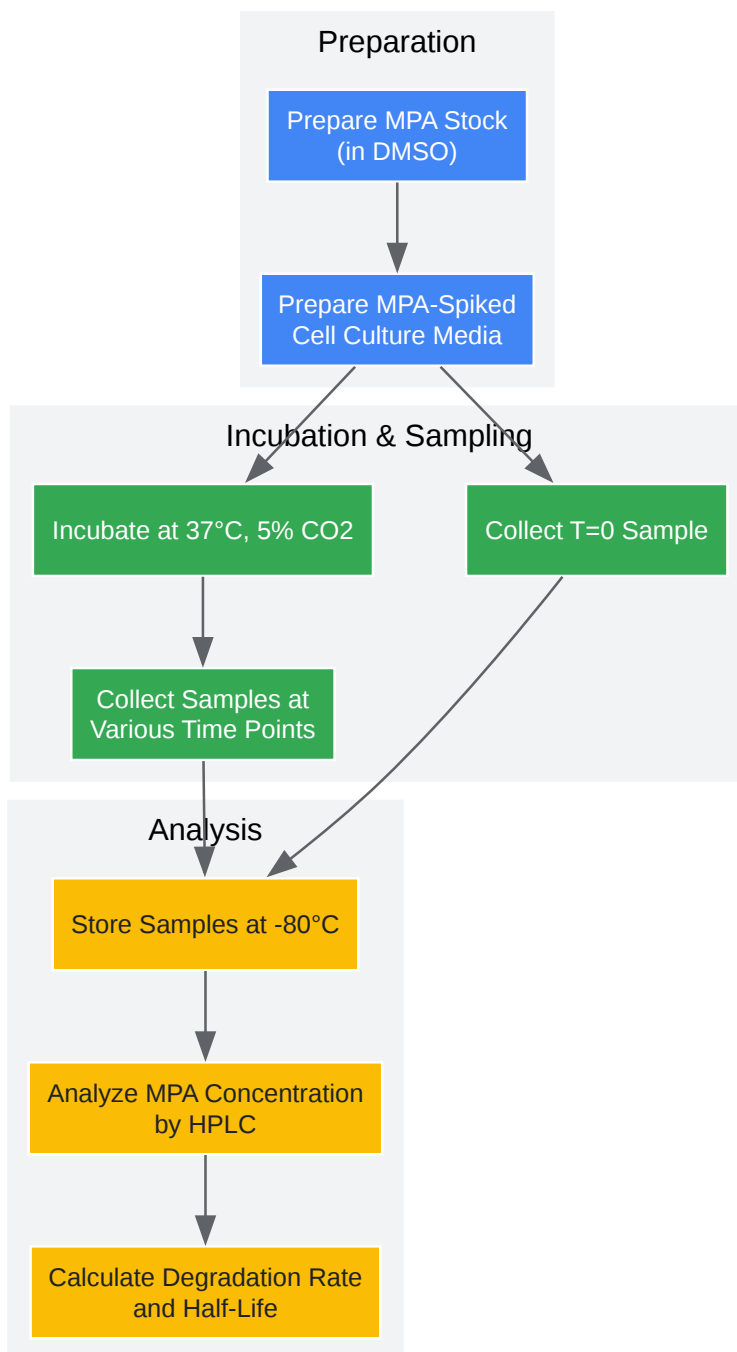 Preparation
Prepare MPA Stock
(in DMSO)
Prepare MPA-Spiked
Cell Culture Media
Incubation & Sampling
Incubate at 37°C, 5% CO2
Collect T=0 Sample
Collect Samples at
Various Time Points
Analysis
Store Samples at -80°C
Analyze MPA Concentration
by HPLC
Calculate Degradation Rate
and Half-Life